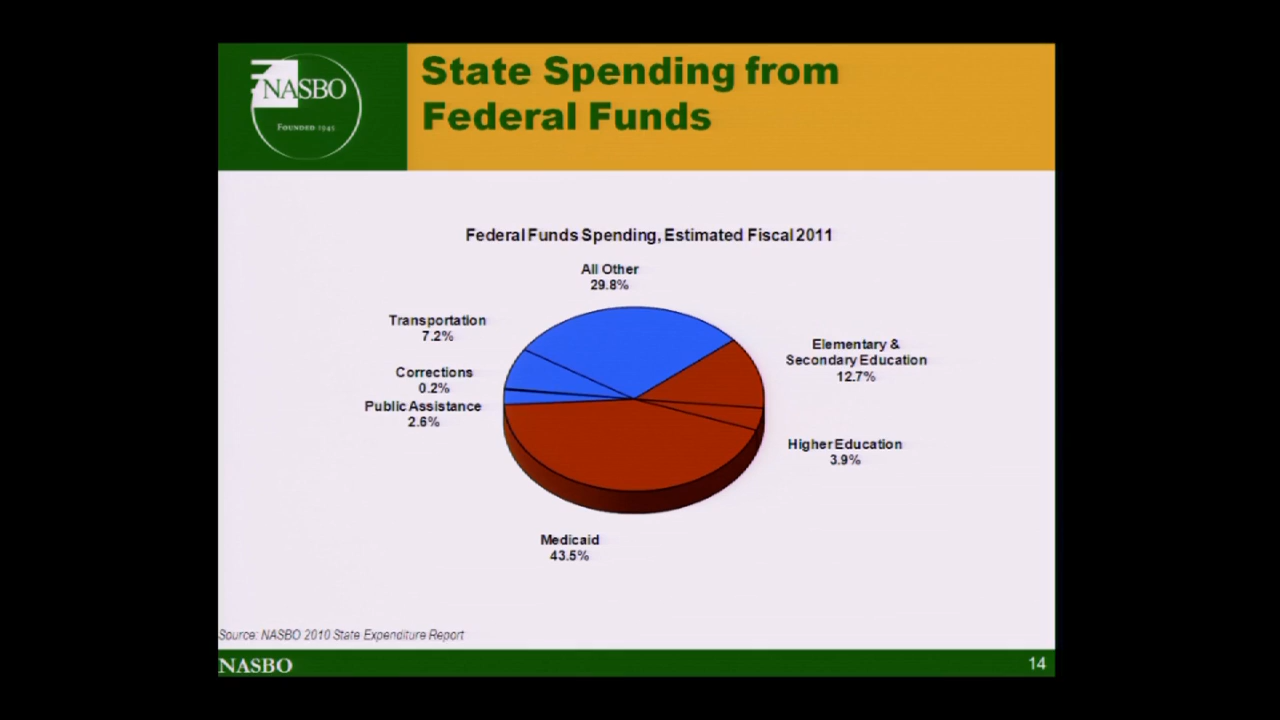 NASBO
FOUNDED 1945
State Spending from
Federal Funds
Federal Funds Spending, Estimated Fiscal 2011
All Other
29.8%
Transportation
7.2%
Elementary &
Secondary Education
12.7%
Corrections
0.2%
Public Assistance
2.6%
Higher Education
3.9%
Medicaid
43.5%
Source: NASBO 2010 State Expenditure Report
NASBO
14